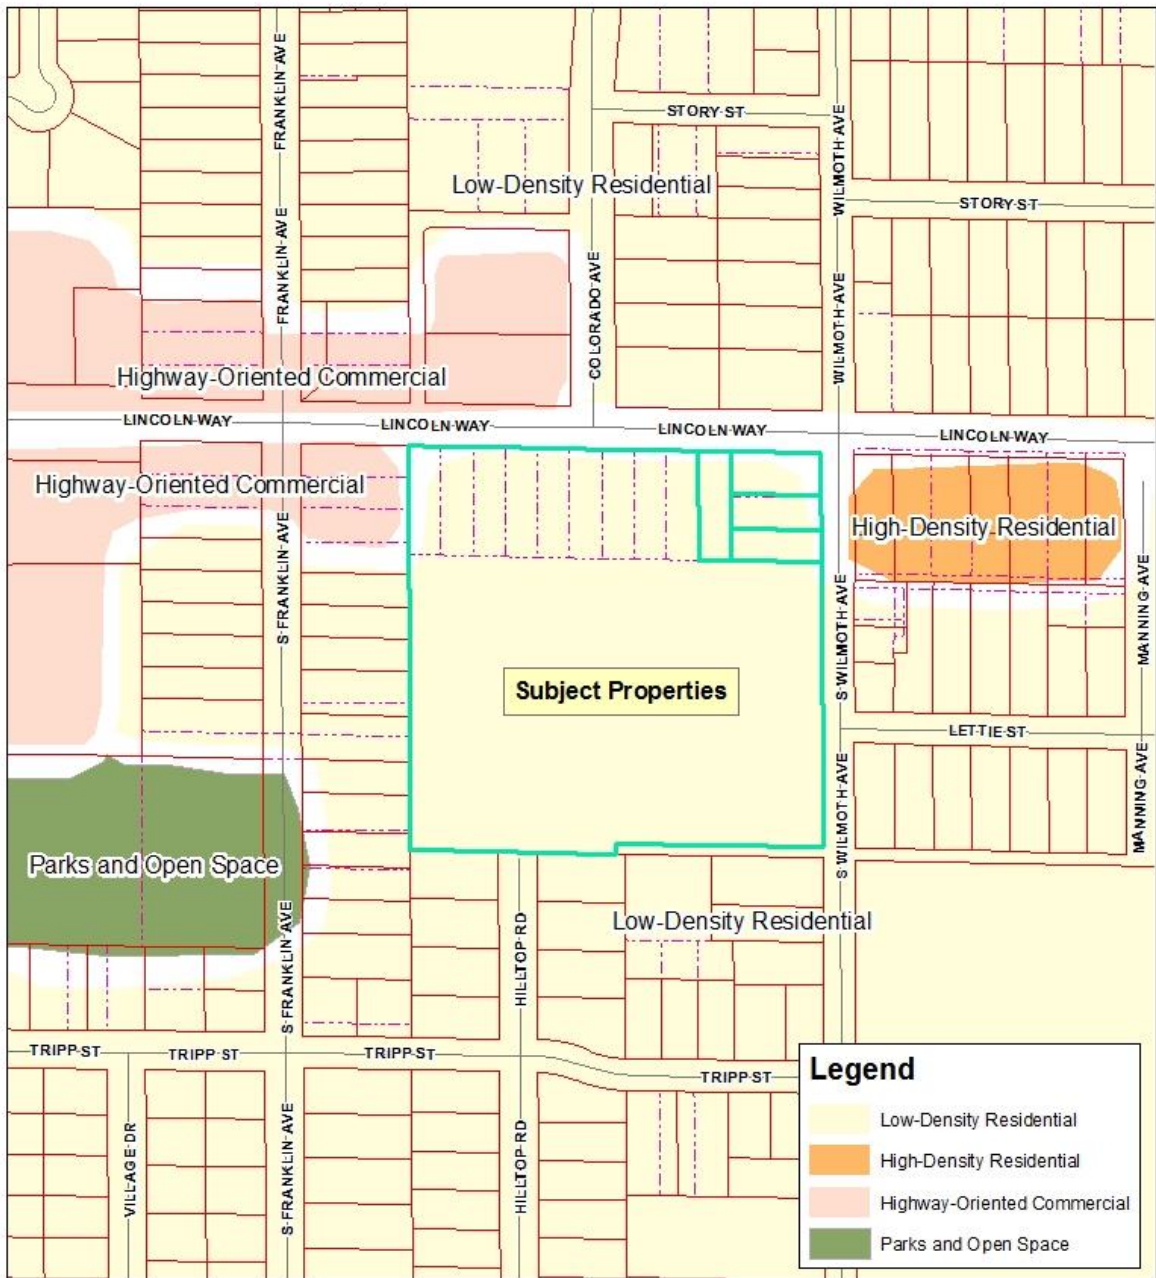 FRANKLIN AVE
STORY ST
WILMOTH AVE
Low-Density Residential
STORY ST
FRANKLIN AVE
COLORADO AVE
WILMOTH AVE
Highway-Oriented Commercial
LINCOLN WAY
LINCOLN WAY
LINCOLN WAY
LINCOLN WAY
Highway-Oriented Commercial
High-Density Residential
S FRANKLIN AVE
S WILMOTH AVE
MANNING AVE
Subject Properties
LETTIE ST
MANNING AVE
S WILMOTH AVE
Parks and Open Space
Low-Density Residential
S FRANKLIN AVE
HILLTOP RD
TRIPP ST
TRIPP ST
TRIPP ST
TRIPP ST
VILLAGE DR
S FRANKLIN AVE
HILLTOP RD
Legend
Low-Density Residential
High-Density Residential
Highway-Oriented Commercial
Parks and Open Space